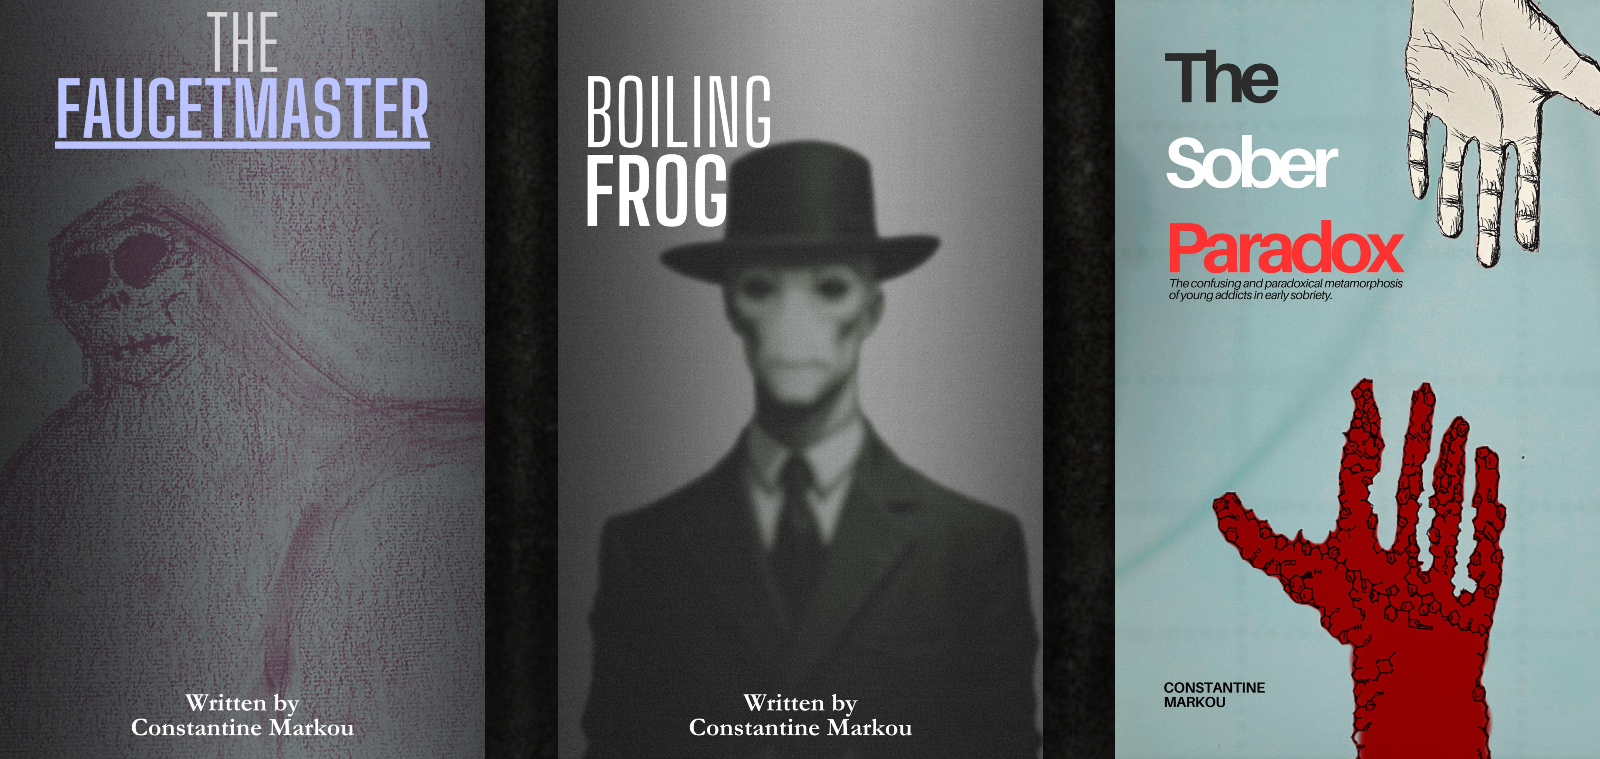 THE
FAUCETMASTER
Written by
Constantine Markou
BOILING
FROG
Written by
Constantine Markou
The
Sober
Paradox
The confusing and paradoxical metamorphosis
of young addicts in early sobriety.
CONSTANTINE
MARKOU